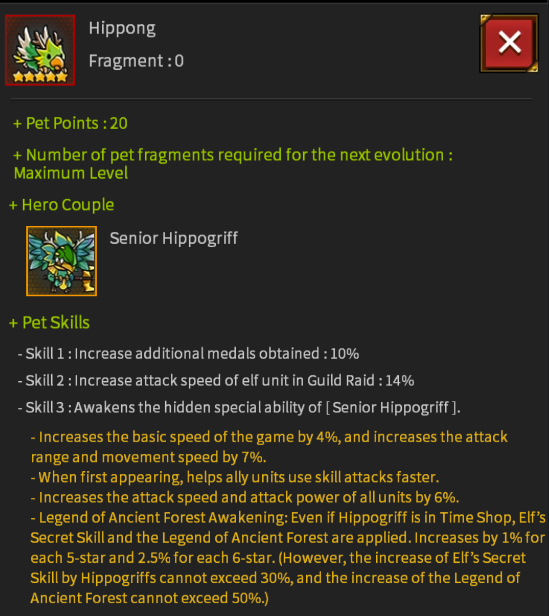 Hippong
Fragment : 0
+ Pet Points : 20
+ Number of pet fragments required for the next evolution :
Maximum Level
+ Hero Couple
Senior Hippogriff
+ Pet Skills
- Skill 1 : Increase additional medals obtained : 10%
- Skill 2 : Increase attack speed of elf unit in Guild Raid : 14%
- Skill 3 : Awakens the hidden special ability of [ Senior Hippogriff ].
- Increases the basic speed of the game by 4%, and increases the attack
range and movement speed by 7%.
- When first appearing, helps ally units use skill attacks faster.
- Increases the attack speed and attack power of all units by 6%.
- Legend of Ancient Forest Awakening: Even if Hippogriff is in Time Shop, Elf's
Secret Skill and the Legend of Ancient Forest are applied. Increases by 1% for
each 5-star and 2.5% for each 6-star. (However, the increase of Elf's Secret
Skill by Hippogriffs cannot exceed 30%, and the increase of the Legend of
Ancient Forest cannot exceed 50%.)